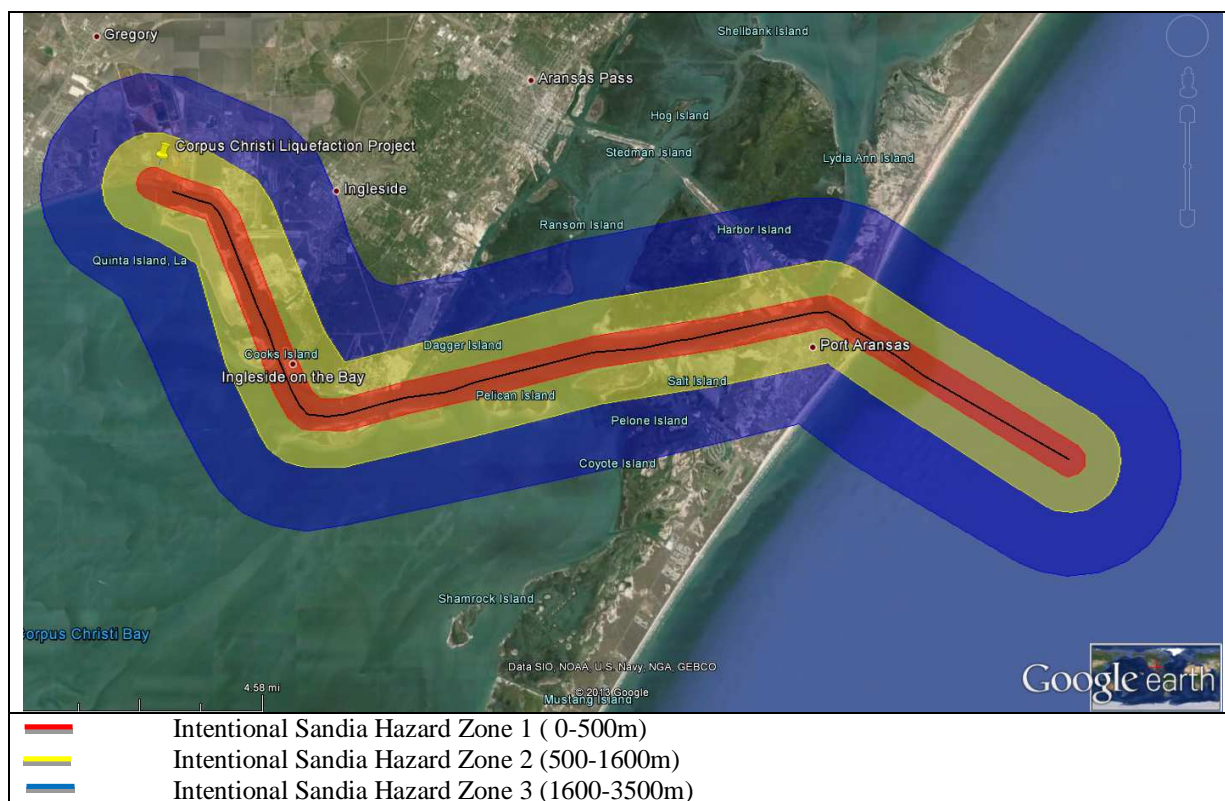 Gregory
Shellbank Island
Aransas Pass
Hog Island
Corpus Christi Liquefaction Project
Stedman Island
Lydia Ann Island
Ingleside
Ransom Island
Harbor Island
Quinta Island, La
Dagger Island
Port Aransas
Cooks Island
Ingleside on the Bay
Salt Island
Pelican Island
Pelone Island
Coyote Island
Shamrock Island
orpus Christi Bay
Data SIO, NOAA, U.S. Navy, NGA, GEBCO
4.58 mi
© 2013 Google
Mustang Island
Google earth
Intentional Sandia Hazard Zone 1 ( 0-500m)
Intentional Sandia Hazard Zone 2 (500-1600m)
Intentional Sandia Hazard Zone 3 (1600-3500m)